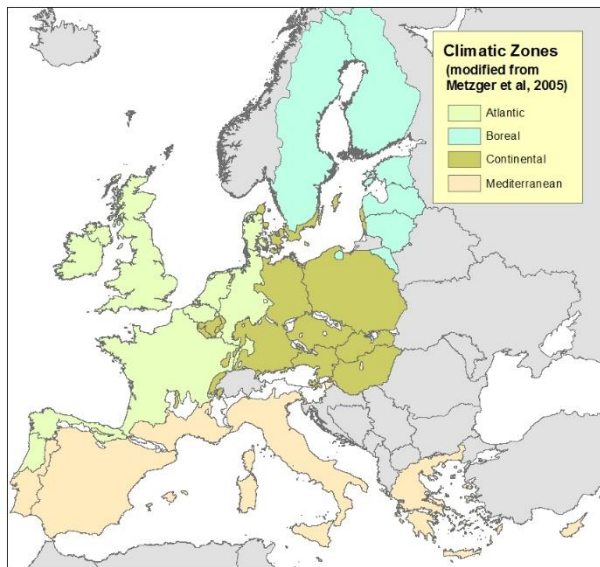 Climatic Zones
(modified from
Metzger et al, 2005)
Atlantic
Boreal
Continental
Mediterranean